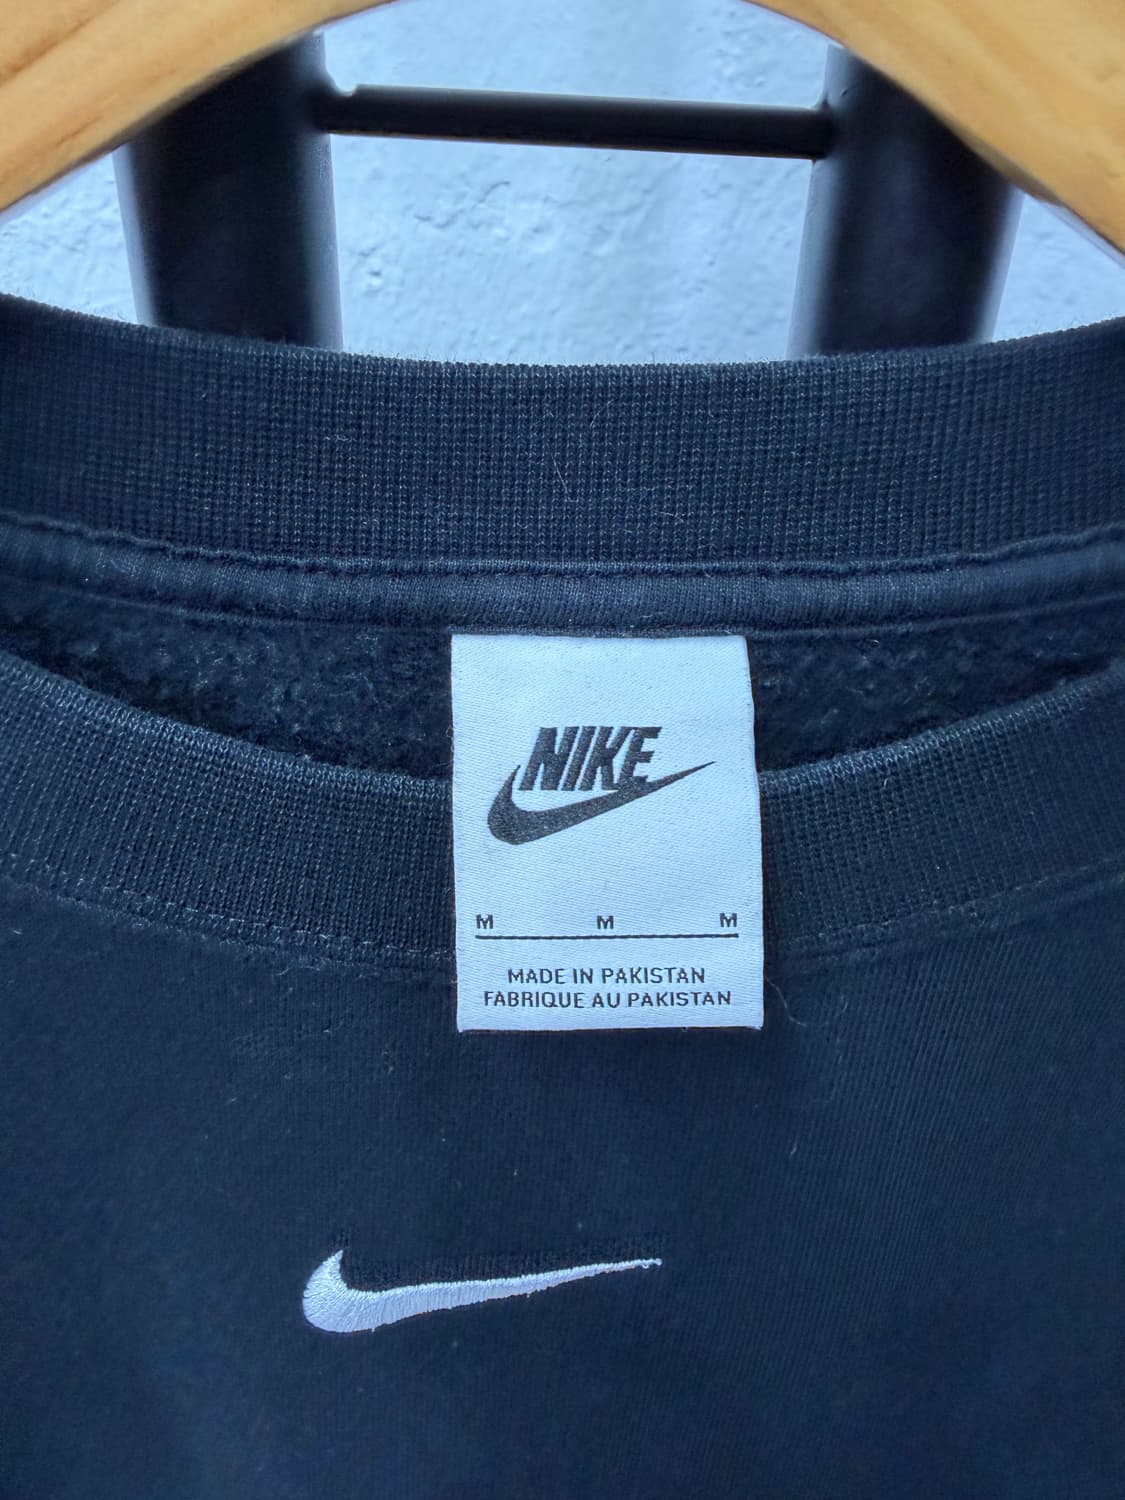 NIKE
M M M
MADE IN PAKISTAN
FABRIQUE AU PAKISTAN